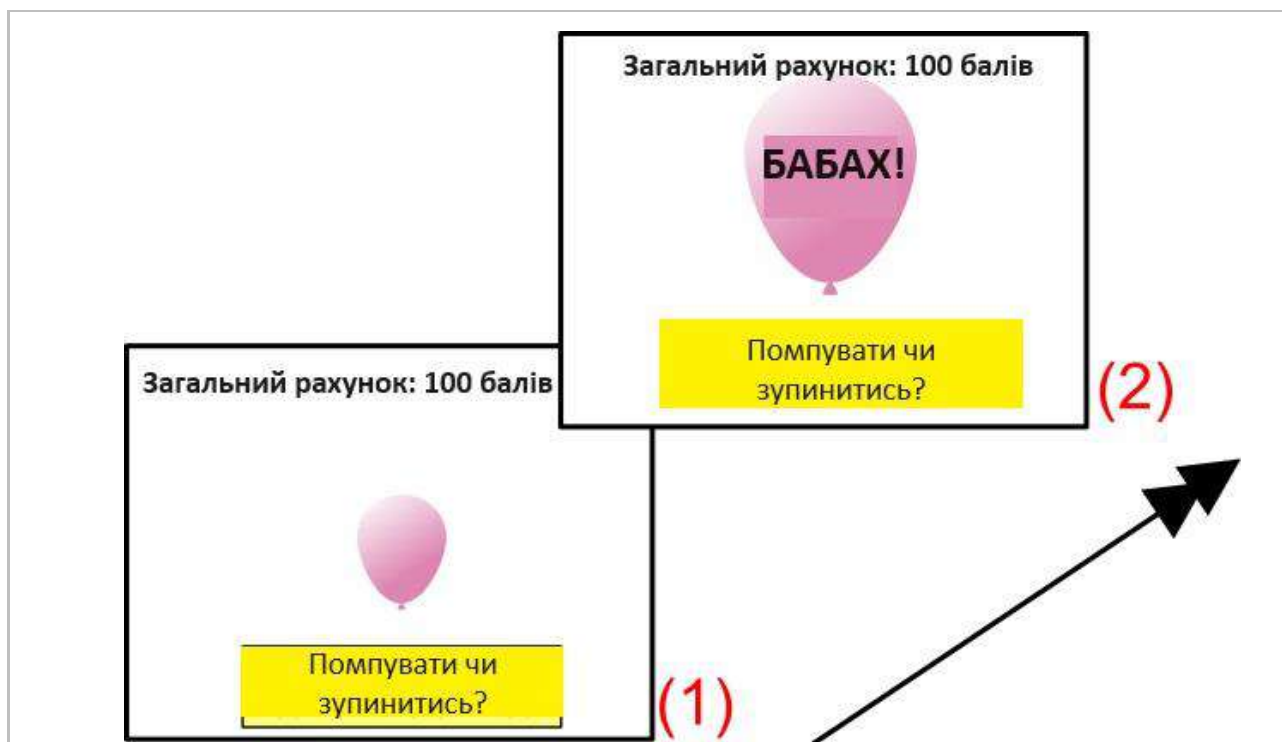 Загальний рахунок: 100 балів
БАБАХ!
Помпувати чи
зупинитись?
(2)
Загальний рахунок: 100 балів
Помпувати чи
зупинитись?
(1)